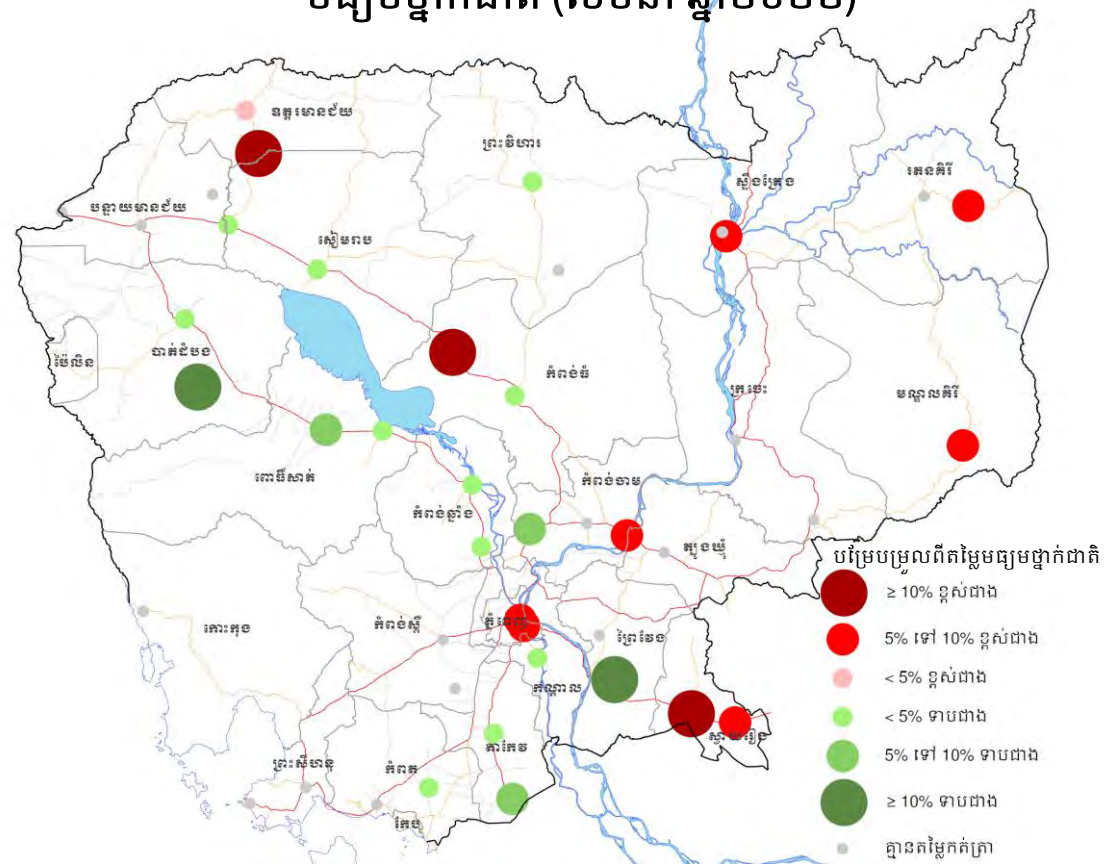 ឧត្តរមានជ័យ
ព្រះវិហារ
ស្ទឹងត្រែង
រតនគិរី
បន្ទាយមានជ័យ
សៀមរាប
ប៉ៃលិន
បាត់ដំបង
កំពង់ធំ
ក្រចេះ
មណ្ឌលគិរី
ពោធិ៍សាត់
កំពង់ចាម
កំពង់ឆ្នាំង
ត្បូងឃ្មុំ
កោះកុង
កំពង់ស្ពឺ
ភ្នំពេញ
ព្រៃវែង
កណ្តាល
តាកែវ
ស្វាយរៀង
ព្រះសីហនុ
កំពត
កែប
បម្រែបម្រួលពីតម្លៃមធ្យមថ្នាក់ជាតិ
≥ 10% ខ្ពស់ជាង
5% ទៅ 10% ខ្ពស់ជាង
< 5% ខ្ពស់ជាង
< 5% ទាបជាង
5% ទៅ 10% ទាបជាង
≥ 10% ទាបជាង
គ្មានតម្លៃកត់ត្រា